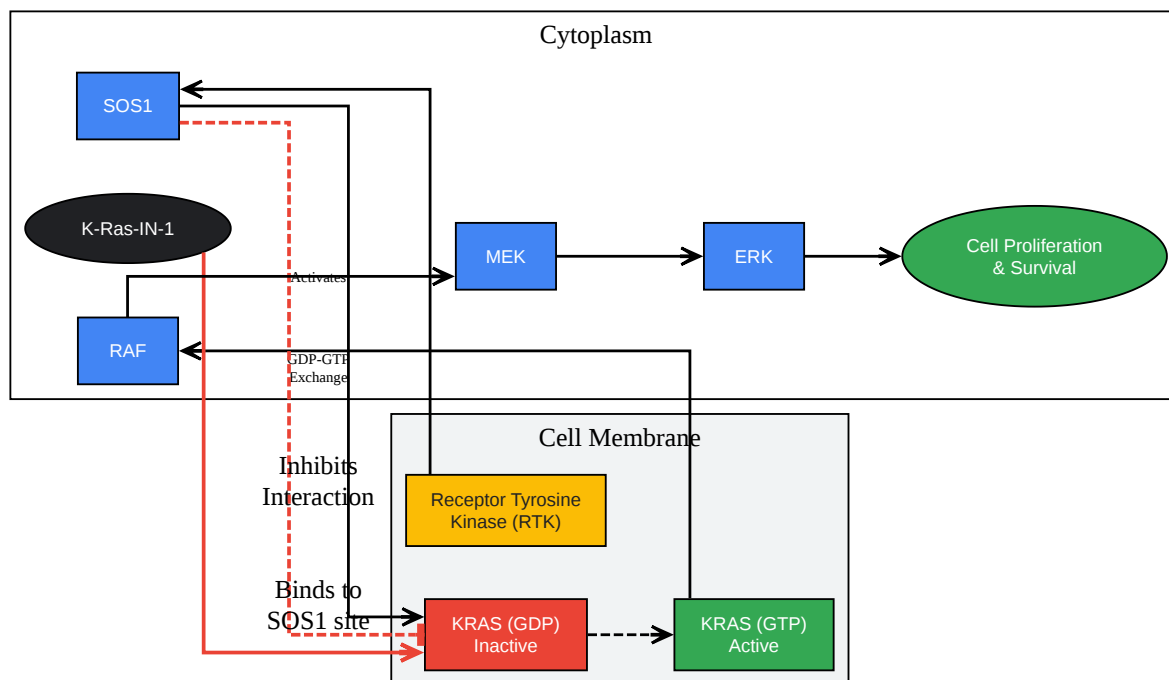 Cytoplasm
SOS1
K-Ras-IN-1
MEK
ERK
Cell Proliferation
& Survival
Activates
RAF
GDP-GTP
Exchange
Cell Membrane
Inhibits
Interaction
Receptor Tyrosine
Kinase (RTK)
Binds to
SOS1 site
KRAS (GDP)
Inactive
KRAS (GTP)
Active